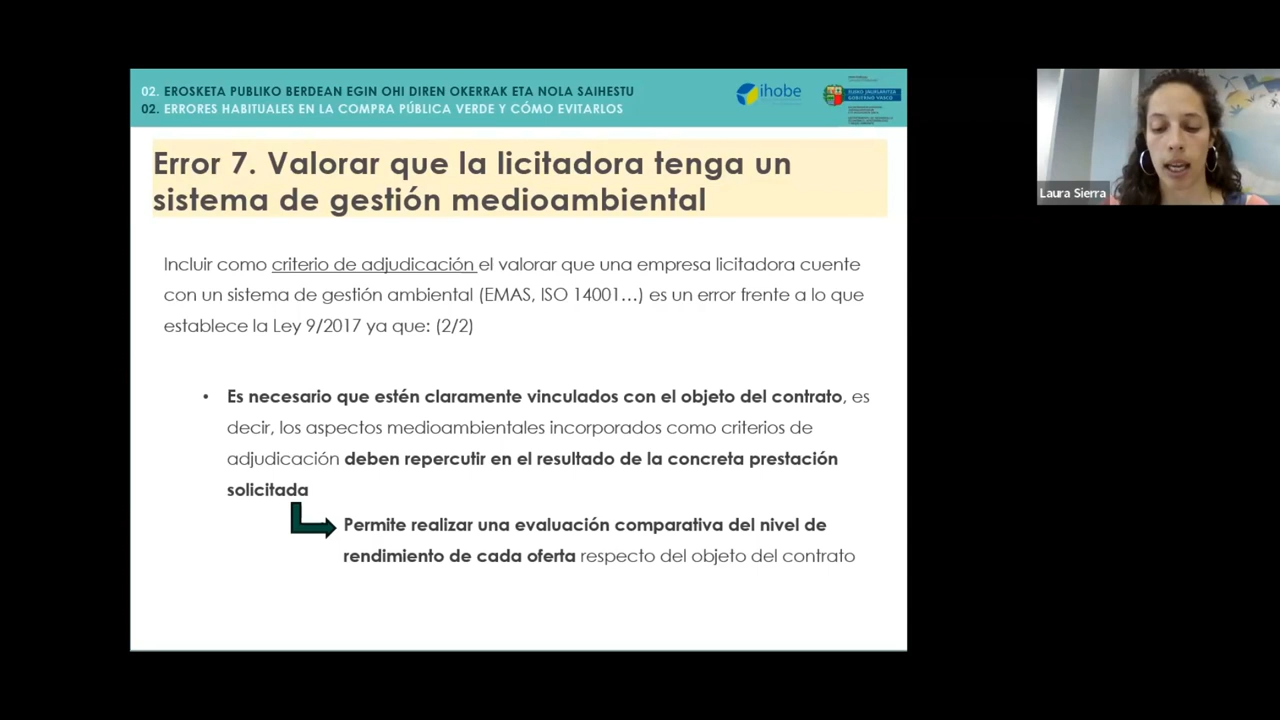 02. EROSKETA PUBLIKO BERDEAN EGIN OHI DIREN OKERRAK ETA NOLA SAIHESTU
02. ERRORES HABITUALES EN LA COMPRA PÚBLICA VERDE Y CÓMO EVITARLOS
ihobe
EUSKO JAURLARITZA
GOBIERNO VASCO
Error 7. Valorar que la licitadora tenga un
sistema de gestión medioambiental
Incluir como criterio de adjudicación el valorar que una empresa licitadora cuente
con un sistema de gestión ambiental (EMAS, ISO 14001...) es un error frente a lo que
establece la Ley 9/2017 ya que: (2/2)
• Es necesario que estén claramente vinculados con el objeto del contrato, es
decir, los aspectos medioambientales incorporados como criterios de
adjudicación deben repercutir en el resultado de la concreta prestación
solicitada
Permite realizar una evaluación comparativa del nivel de
rendimiento de cada oferta respecto del objeto del contrato
Laura Sierra